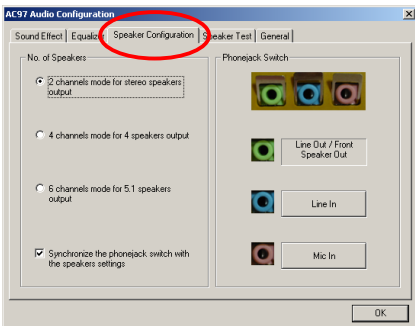 AC97 Audio Configuration
Sound Effect Equalizer Speaker Configuration Speaker Test General
No. of Speakers
2 channels mode for stereo speakers
output
4 channels mode for 4 speakers output
6 channels mode for 5.1 speakers
output
Synchronize the phonejack switch with
the speakers settings
Phonejack Switch
Line Out / Front
Speaker Out
Line In
Mic In
OK